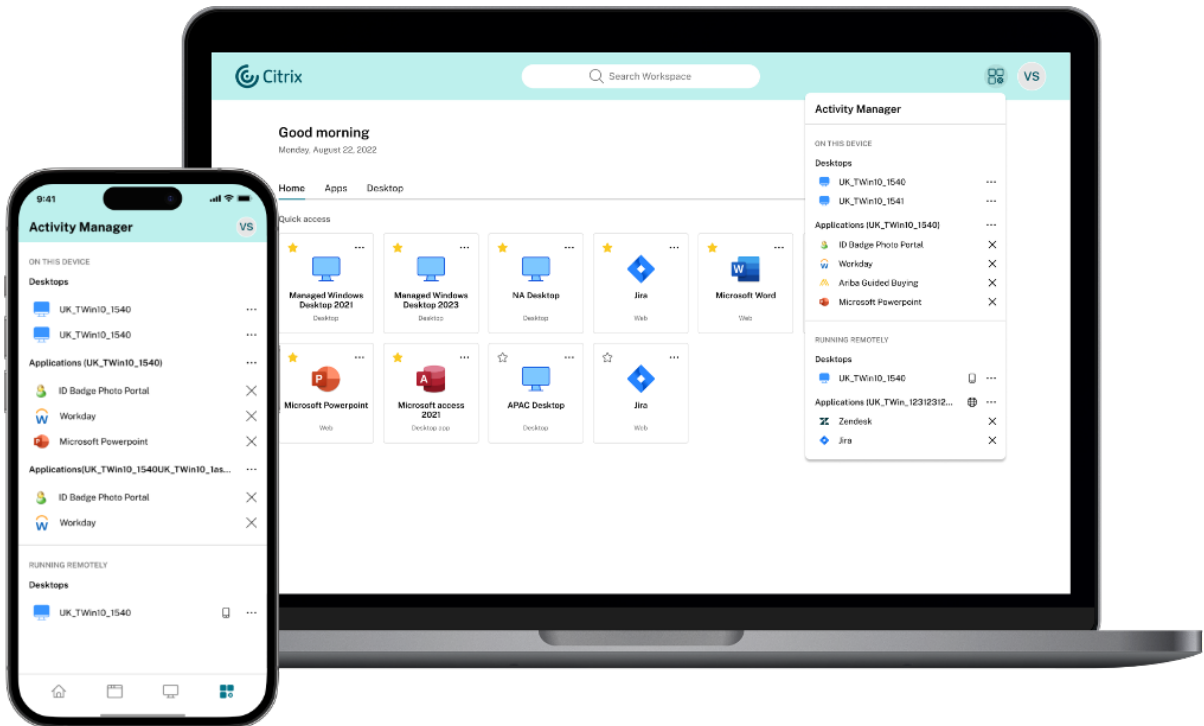 Citrix
Search Workspace
VS
Good morning
Monday, August 22, 2022
Home Apps Desktop
Quick access
Managed Windows
Desktop 2021
Desktop
Managed Windows
Desktop 2023
Desktop
NA Desktop
Desktop
Jira
Web
W
Microsoft Word
Web
P
Microsoft Powerpoint
Web
A
Microsoft access
2021
Desktop app
APAC Desktop
Desktop
Jira
Web
Activity Manager
ON THIS DEVICE
Desktops
UK_TWin10_1540
UK_TWin10_1541
Applications (UK_TWin10_1540)
ID Badge Photo Portal
Workday
Ariba Guided Buying
Microsoft Powerpoint
RUNNING REMOTELY
Desktops
UK_TWin10_1540
Applications (UK_TWin_12312312...
Zendesk
Jira
9:41
Activity Manager
VS
ON THIS DEVICE
Desktops
UK_TWin10_1540
UK_TWin10_1540
Applications (UK_TWin10_1540)
ID Badge Photo Portal
Workday
Microsoft Powerpoint
Applications(UK_TWin10_1540UK_TWin10_1as...
ID Badge Photo Portal
Workday
RUNNING REMOTELY
Desktops
UK_TWin10_1540